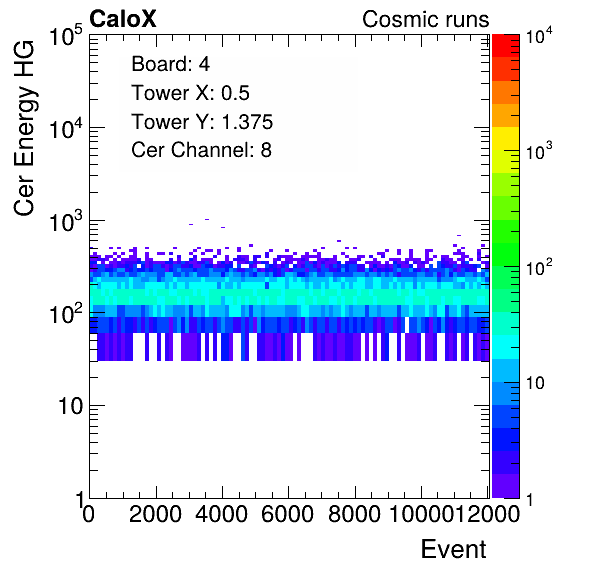 CaloX Cosmic runs
Cer Energy HG
Board: 4
Tower X: 0.5
Tower Y: 1.375
Cer Channel: 8
10^5
10^4
10^3
10^2
10
1
0 2000 4000 6000 8000 10000 12000
Event
10^4
10^3
10^2
10
1